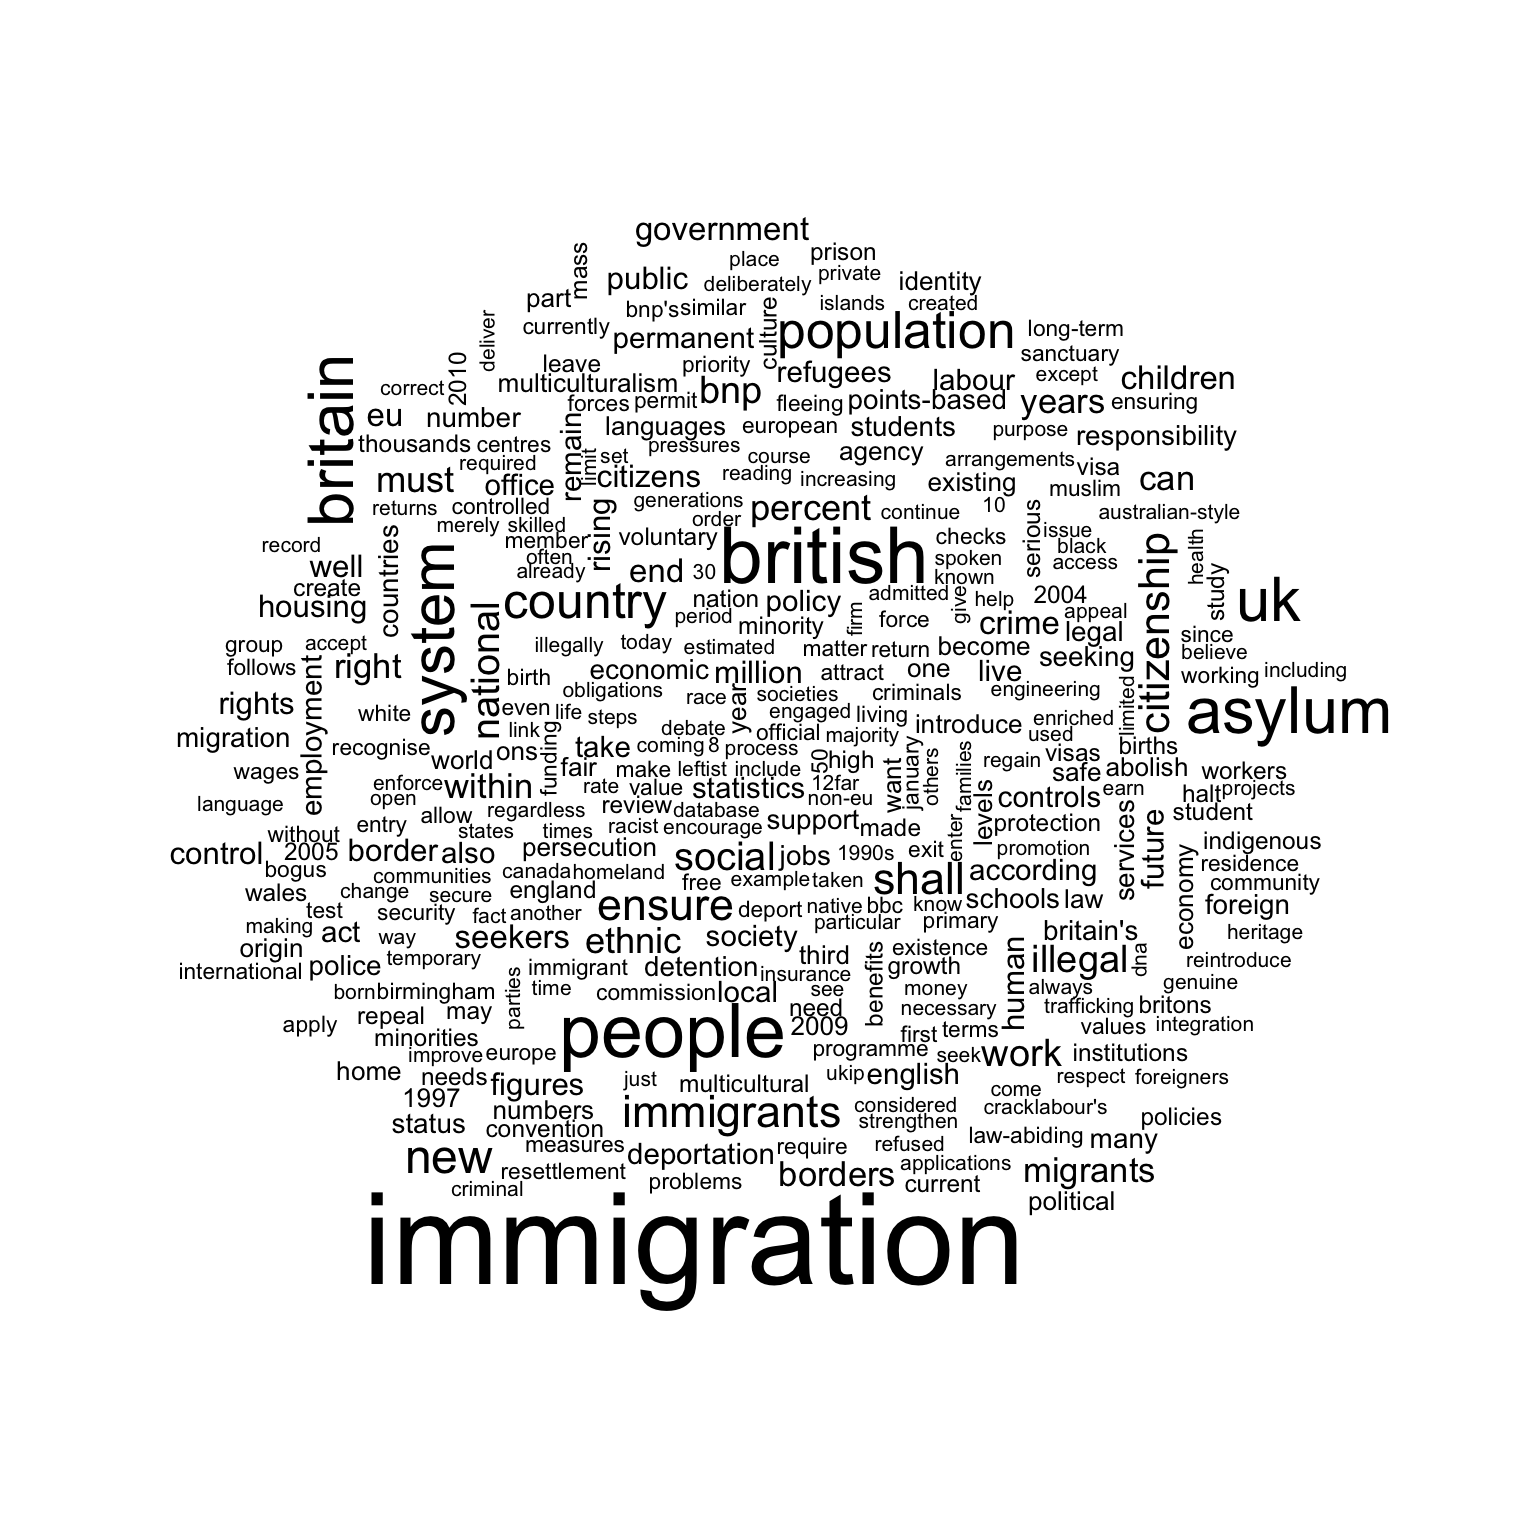 government
place prison
mass public deliberately private identity
part bnp's similar culture islands created
deliver currently permanent population long-term
britain 2010 leave priority refugees sanctuary
correct multiculturalism bnp labour except children
eu number forces permit fleeing points-based years ensuring
thousands centres remain languages european students purpose responsibility
required limit set pressures course agency arrangements visa
must office citizens reading increasing existing muslim can
returns controlled generations percent continue 10 australian-style
merely skilled rising order serious issue
record member voluntary british checks black health
well countries system often already end 30 spoken access citizenship study
create known uk
housing national country nation policy admitted give help 2004 appeal
period minority firm force crime legal since
group accept illegally today estimated matter return become seeking believe
follows employment right birth economic million attract one live working including
rights white obligations race year societies criminals engineering limited asylum
even life steps engaged living introduce enriched
migration recognise link funding debate official majority used births
world ons take coming 8 process 50 january others families regain visas
wages enforce within fair make leftist include high want levels safe abolish workers
open rate value statistics 12 far controls earn halt projects
language allow regardless review database non-eu services future student
without entry states times racist encourage support made enter protection indigenous
control 2005 border also persecution social jobs 1990s exit promotion economy residence
bogus communities canada homeland free example taken shall according community
wales change secure england ensure deport native bbc know schools law foreign
test security fact another particular primary
making act way seekers ethnic society britain's heritage
origin temporary third benefits existence human illegal dna reintroduce
international police parties immigrant detention insurance growth
born birmingham time commission local see money always genuine
apply repeal may people need necessary trafficking britons
minorities 2009 first terms values integration
improve europe programme seek work institutions
home needs figures just multicultural ukip english respect foreigners
1997 numbers immigrants considered come crack labour's
status convention strengthen policies
measures deportation require refused law-abiding many
new resettlement problems borders applications migrants
criminal current political
immigration